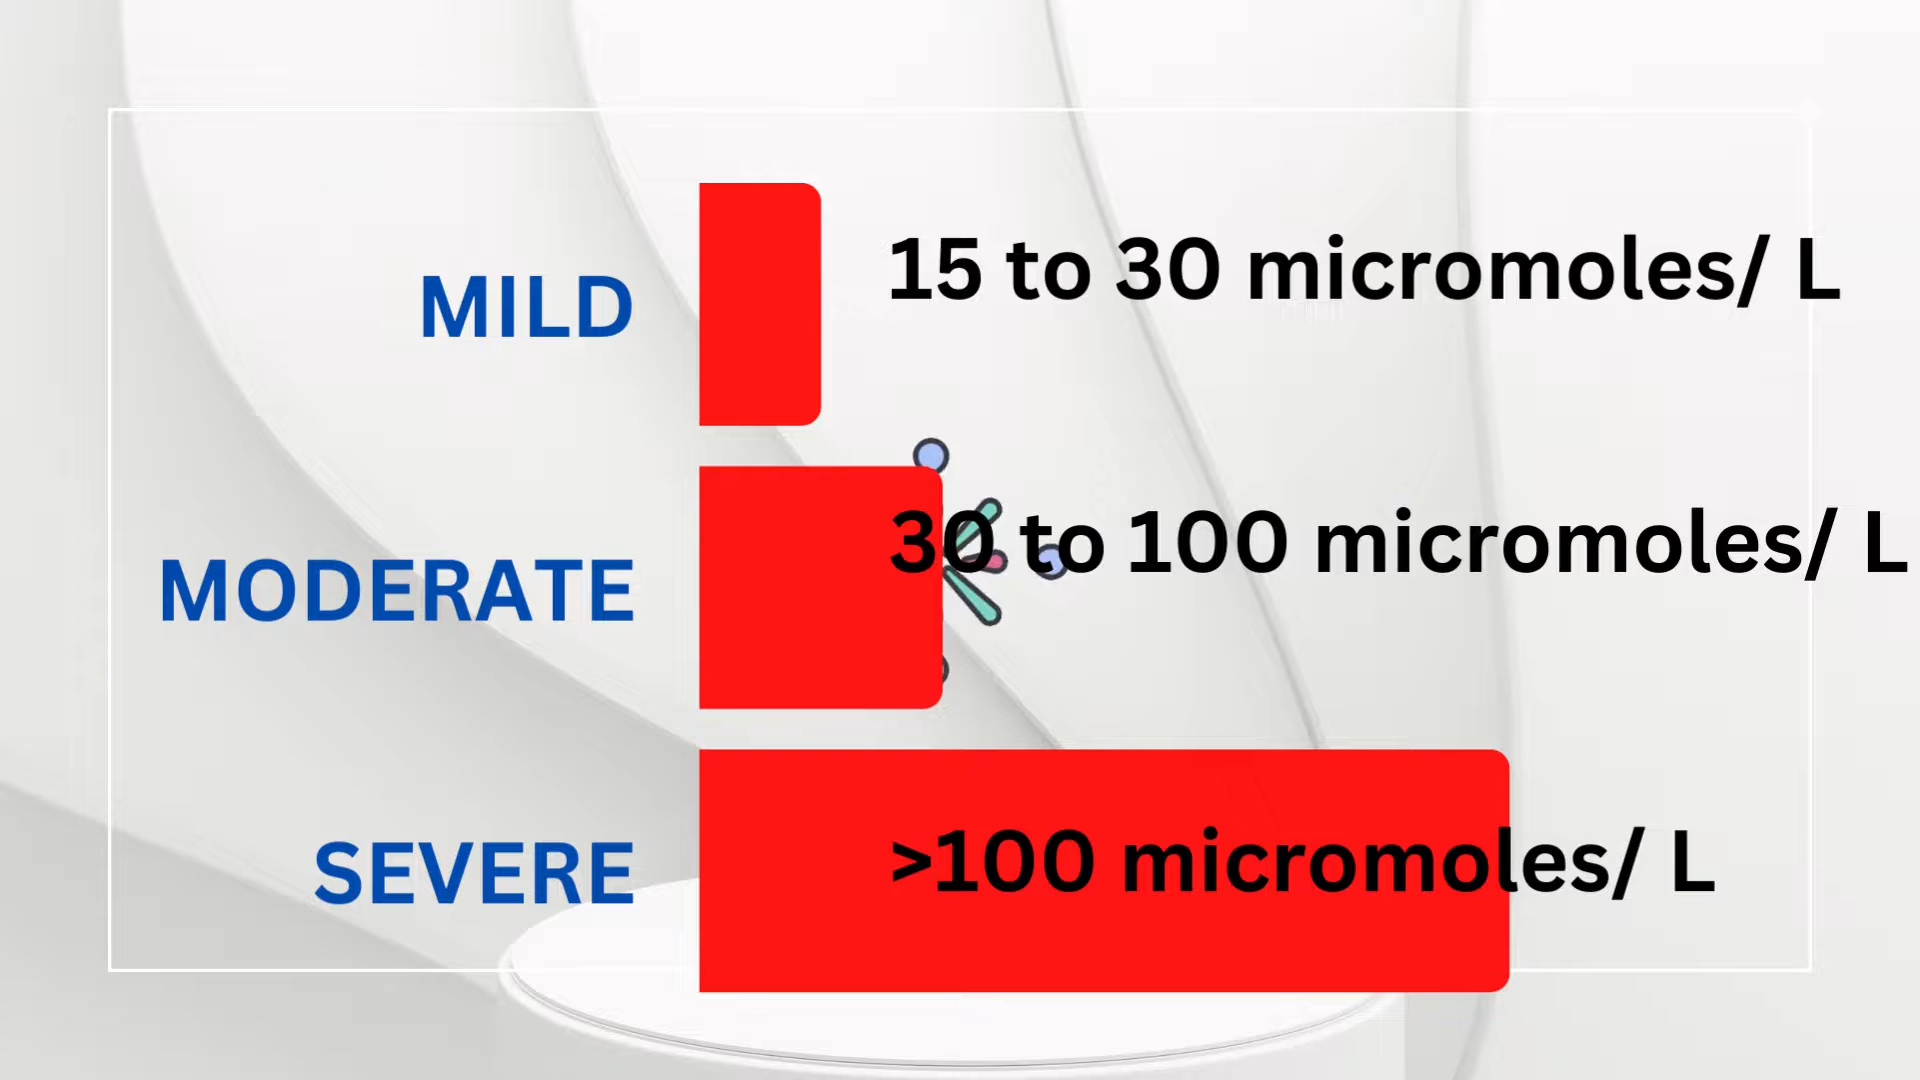 MILD 15 to 30 micromoles/ L
MODERATE 30 to 100 micromoles/ L
SEVERE >100 micromoles/ L